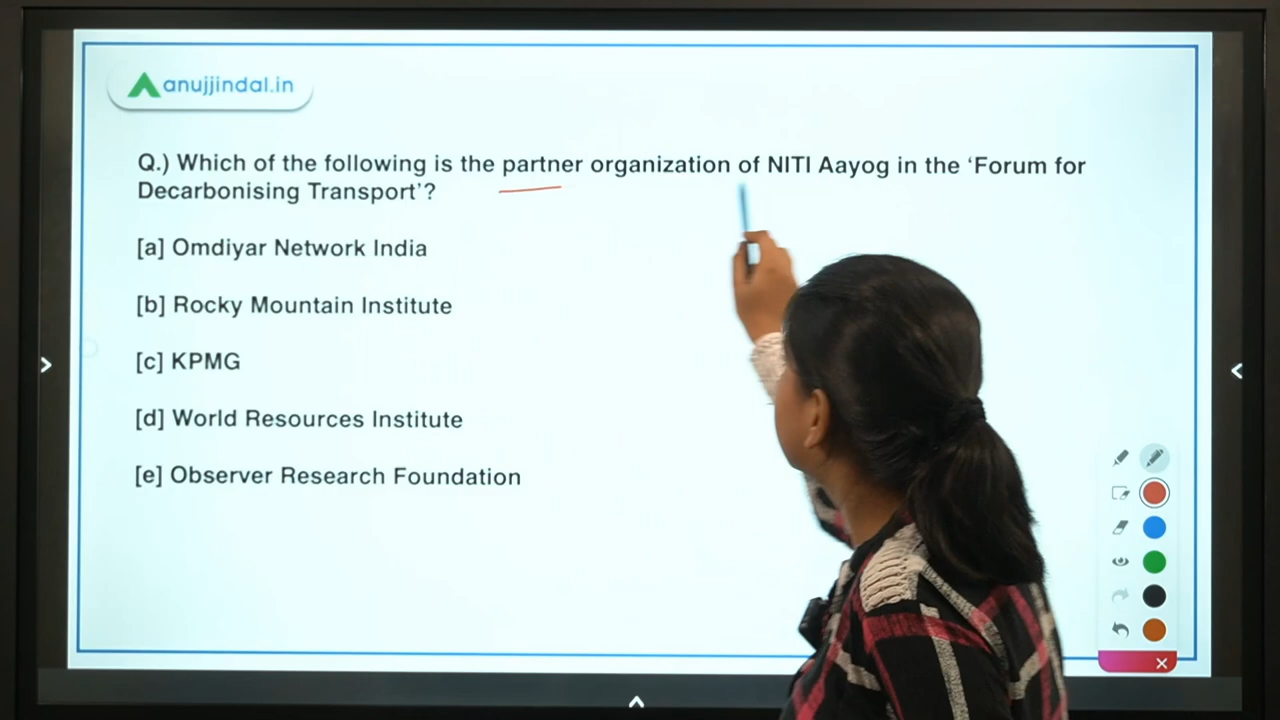 anujjindal.in
Q.) Which of the following is the partner organization of NITI Aayog in the ‘Forum for
Decarbonising Transport’?
[a] Omdiyar Network India
[b] Rocky Mountain Institute
[c] KPMG
[d] World Resources Institute
[e] Observer Research Foundation